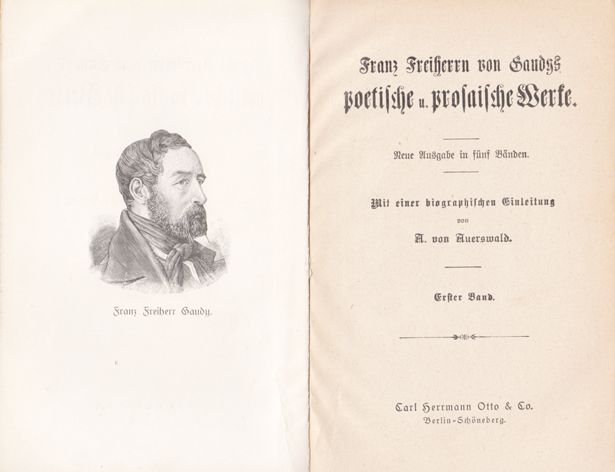 Franz Freiherr Gaudy.
Franz Freiherrn von Gaudys
poetische u. prosaische Werke.
Neue Ausgabe in fünf Bänden.
Mit einer biographischen Einleitung
von
A. von Auerswald.
Erster Band.
Carl Herrmann Otto & Co.
Berlin-Schöneberg.